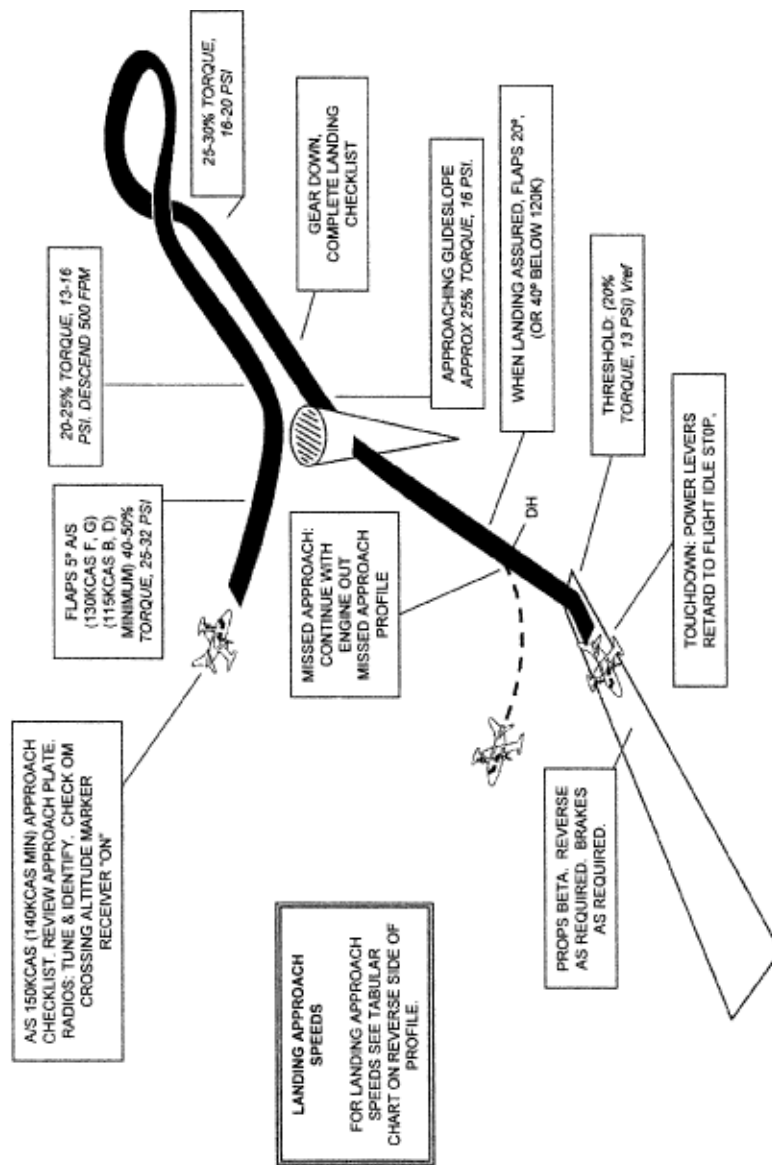 A/S 150KCAS (140KCAS MIN) APPROACH
CHECKLIST. REVIEW APPROACH PLATE.
RADIOS: TUNE & IDENTIFY. CHECK OM
CROSSING ALTITUDE MARKER
RECEIVER "ON"
FLAPS 5º A/S
(130KCAS F, G)
(115KCAS B, D)
MINIMUM) 40-50%
TORQUE, 25-32 PSI
20-25% TORQUE, 13-16
PSI. DESCEND 500 FPM
25-30% TORQUE,
16-20 PSI
GEAR DOWN,
COMPLETE LANDING
CHECKLIST
APPROACHING GLIDESLOPE
APPROX 25% TORQUE, 16 PSI.
WHEN LANDING ASSURED, FLAPS 20º,
(OR 40º BELOW 120K)
MISSED APPROACH:
CONTINUE WITH
ENGINE OUT
MISSED APPROACH
PROFILE
DH
THRESHOLD: (20%
TORQUE, 13 PSI) Vref
TOUCHDOWN: POWER LEVERS
RETARD TO FLIGHT IDLE STOP,
PROPS BETA. REVERSE
AS REQUIRED. BRAKES
AS REQUIRED.
LANDING APPROACH
SPEEDS
FOR LANDING APPROACH
SPEEDS SEE TABULAR
CHART ON REVERSE SIDE OF
PROFILE.